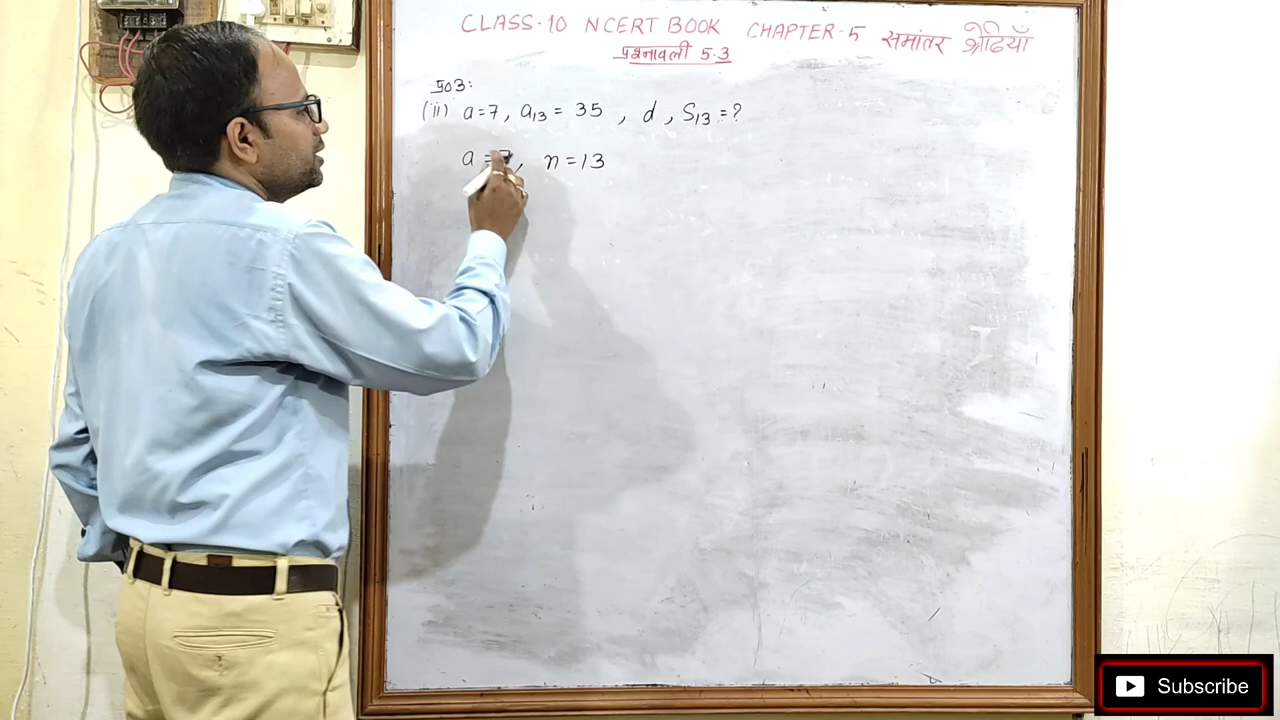 CLASS-10 NCERT BOOK CHAPTER-5 समांतर श्रेढ़ियाँ
प्रश्नावली 5.3
प्र03:
(ii) a=7, a₁₃ = 35 , d , S₁₃ = ?
a = 7, n = 13
Subscribe